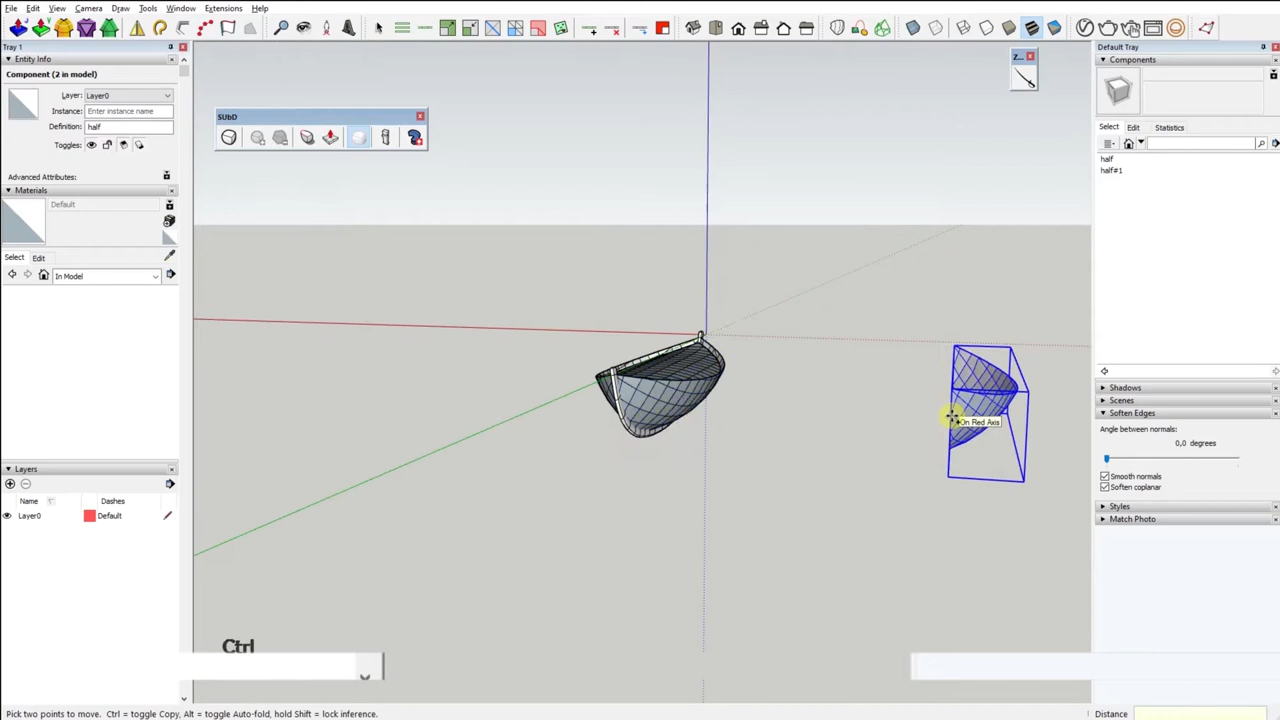 File Edit View Camera Draw Tools Window Extensions Help
Tray 1
Entity Info
Component (2 in model)
Layer: Layer0
Instance: Enter instance name
Definition: half
Toggles:
Advanced Attributes:
Materials
Default
Select Edit
In Model
Layers
Name Dashes
Layer0 Default
SUbD
Z...
On Red Axis
Ctrl
Default Tray
Components
Select Edit Statistics
half
half#1
Shadows
Scenes
Soften Edges
Angle between normals:
0,0 degrees
Smooth normals
Soften coplanar
Styles
Match Photo
Pick two points to move. Ctrl = toggle Copy, Alt = toggle Auto-fold, hold Shift = lock inference.
Distance